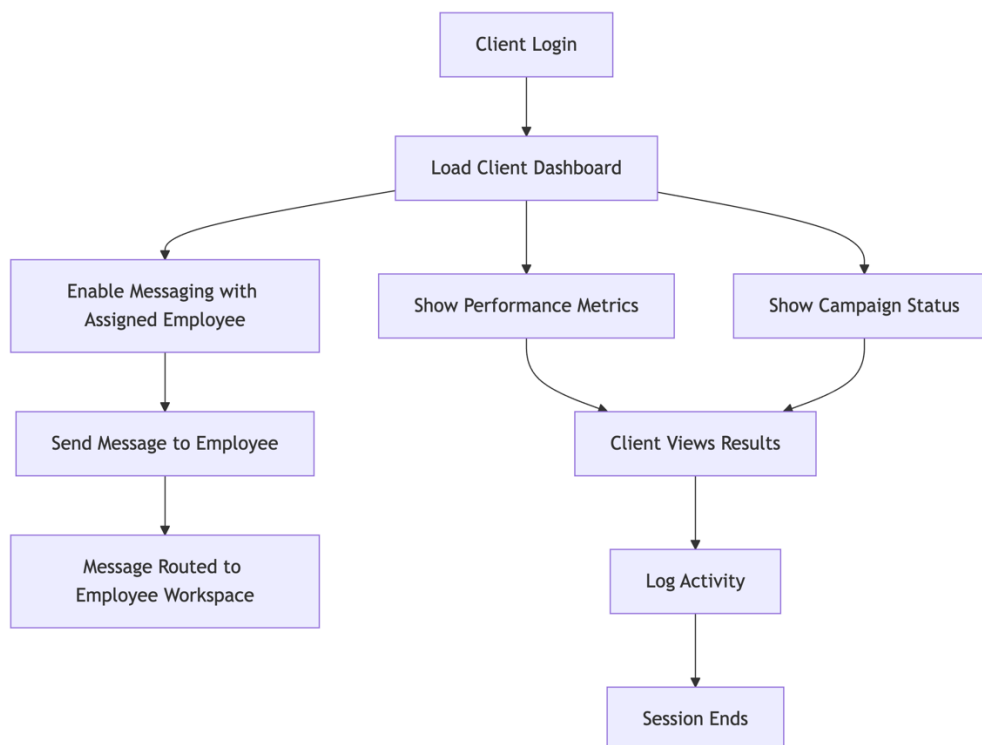 Client Login
Load Client Dashboard
Enable Messaging with
Assigned Employee
Show Performance Metrics
Show Campaign Status
Send Message to Employee
Client Views Results
Message Routed to
Employee Workspace
Log Activity
Session Ends